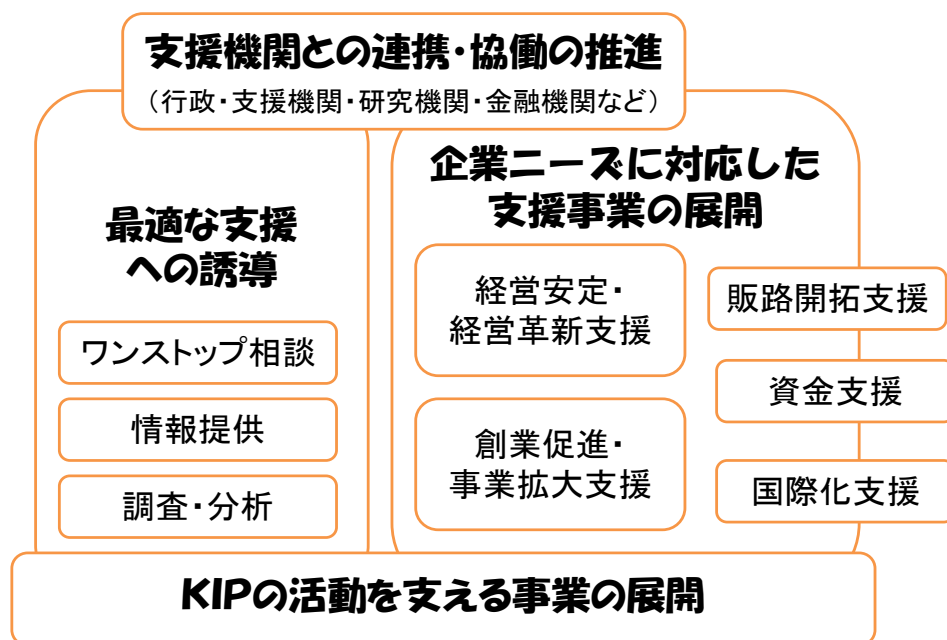 支援機関との連携・協働の推進
（行政・支援機関・研究機関・金融機関など）
最適な支援
への誘導
ワンストップ相談
情報提供
調査・分析
企業ニーズに対応した
支援事業の展開
経営安定・
経営革新支援
創業促進・
事業拡大支援
販路開拓支援
資金支援
国際化支援
KIPの活動を支える事業の展開